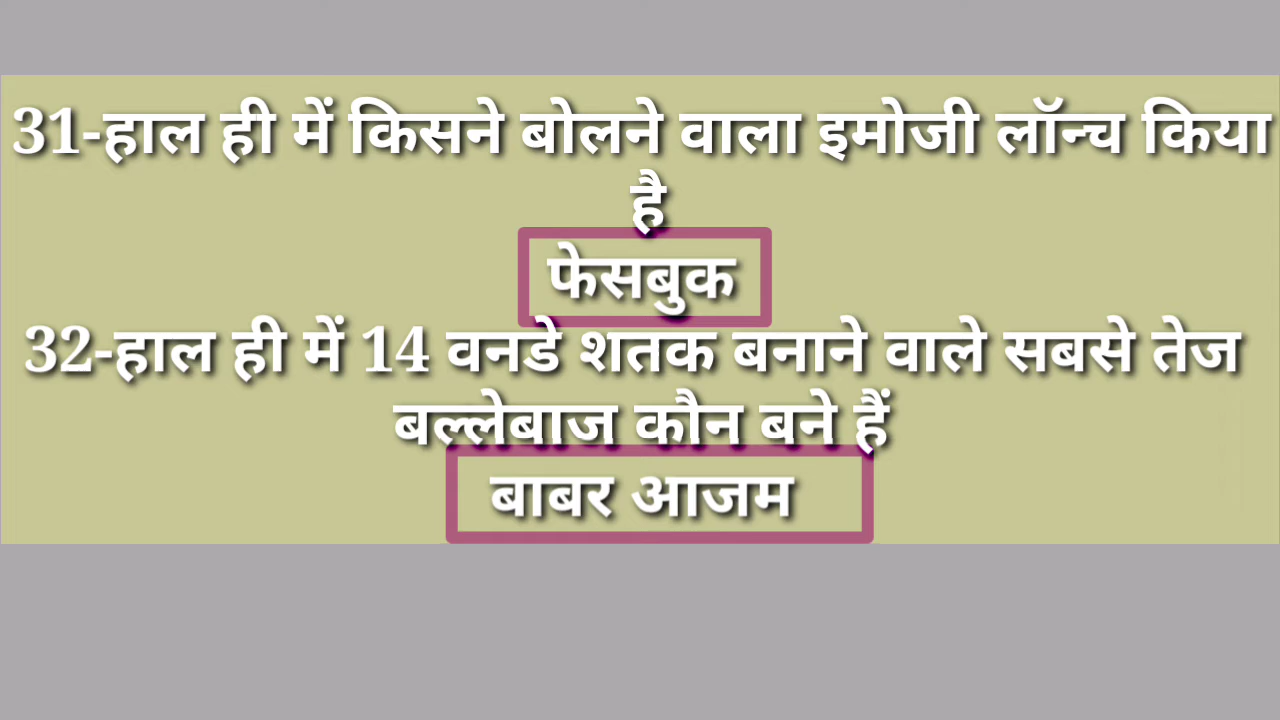 31-हाल ही में किसने बोलने वाला इमोजी लॉन्च किया
है
फेसबुक
32-हाल ही में 14 वनडे शतक बनाने वाले सबसे तेज
बल्लेबाज कौन बने हैं
बाबर आजम